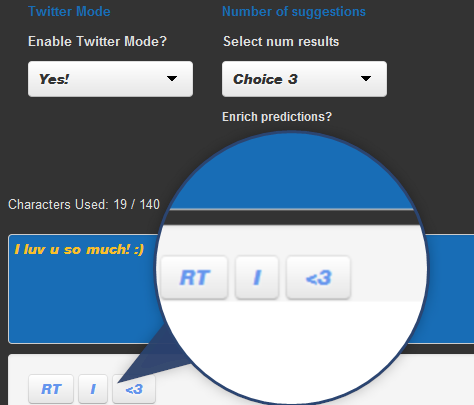 Twitter Mode
Number of suggestions
Enable Twitter Mode?
Select num results
Yes!
Choice 3
Enrich predictions?
Characters Used: 19 / 140
I luv u so much! :)
RT I <3
RT I <3